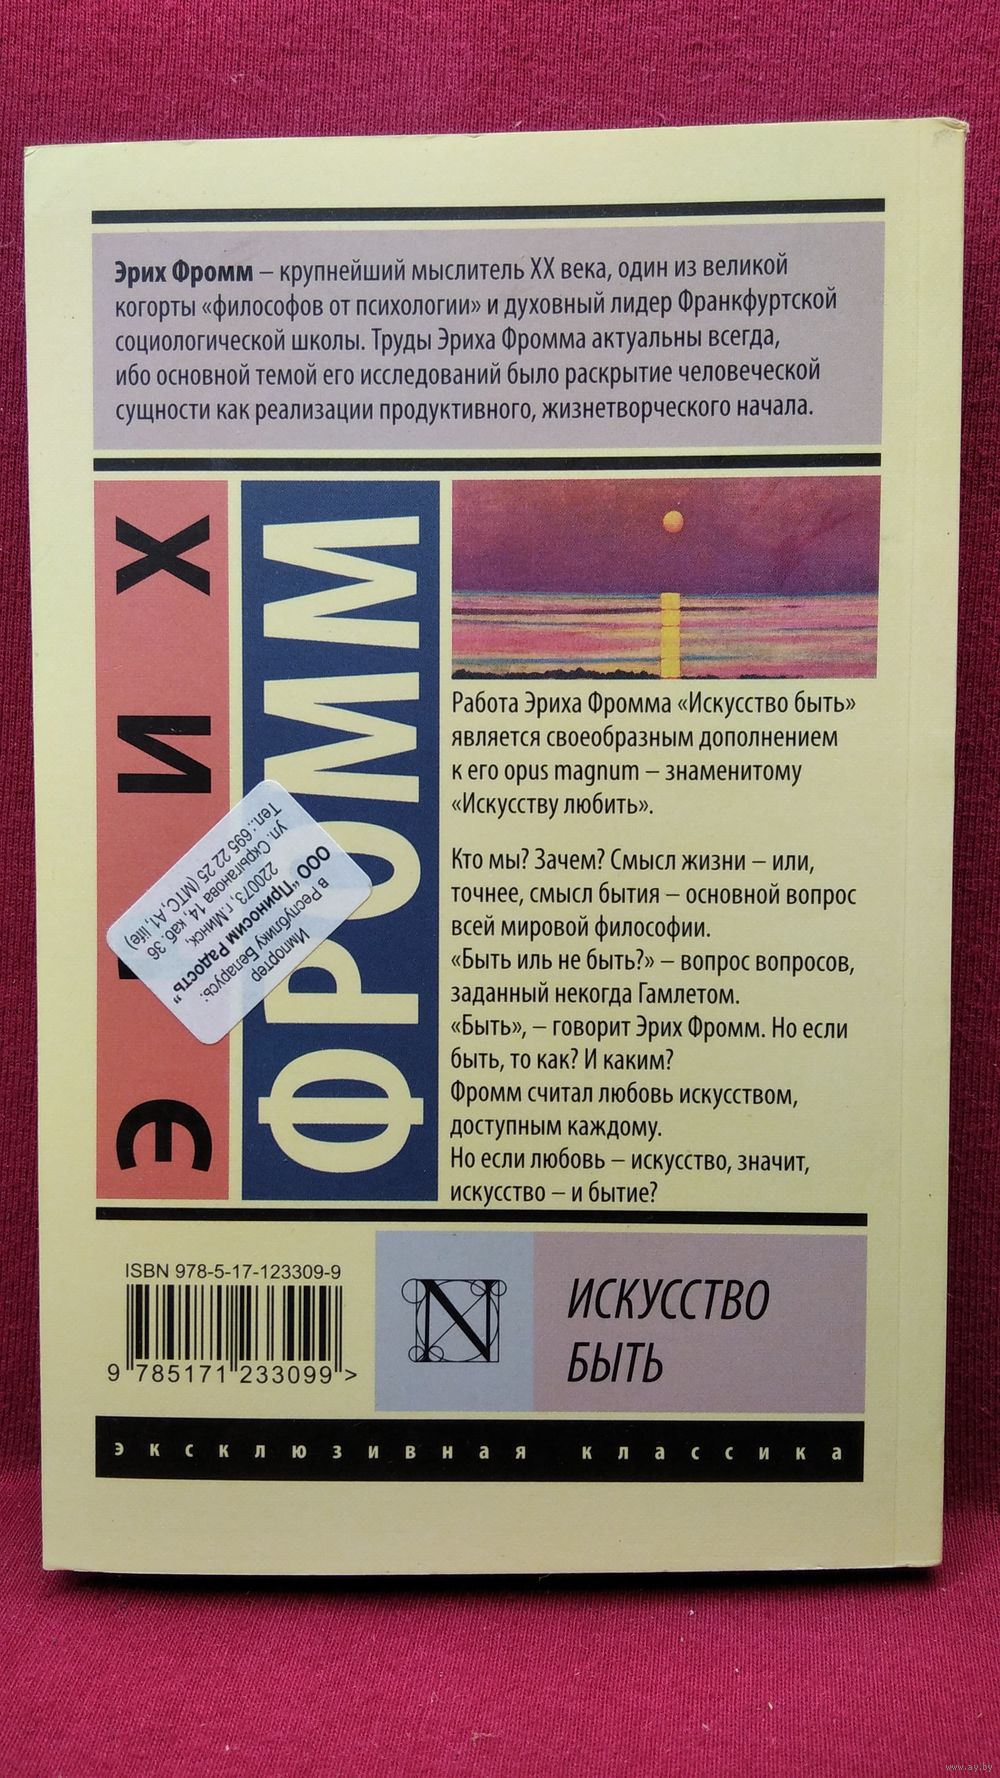 Эрих Фромм – крупнейший мыслитель XX века, один из великой
когорты «философов от психологии» и духовный лидер Франкфуртской
социологической школы. Труды Эриха Фромма актуальны всегда,
ибо основной темой его исследований было раскрытие человеческой
сущности как реализации продуктивного, жизнетворческого начала.
ФРОММ
Импортер
в Республику Беларусь:
ООО "Приносим Радость"
220073, г.Минск,
ул. Скрыганова 14, каб. 36
Тел.: 695 22 25 (МТС,А1, life)
Работа Эриха Фромма «Искусство быть»
является своеобразным дополнением
к его opus magnum – знаменитому
«Искусству любить».
Кто мы? Зачем? Смысл жизни – или,
точнее, смысл бытия – основной вопрос
всей мировой философии.
«Быть иль не быть?» – вопрос вопросов,
заданный некогда Гамлетом.
«Быть», – говорит Эрих Фромм. Но если
быть, то как? И каким?
Фромм считал любовь искусством,
доступным каждому.
Но если любовь – искусство, значит,
искусство – и бытие?
ISBN 978-5-17-123309-9
9 785171 233099 >
N
ИСКУССТВО
БЫТЬ
эксклюзивная классика
www.ay.by